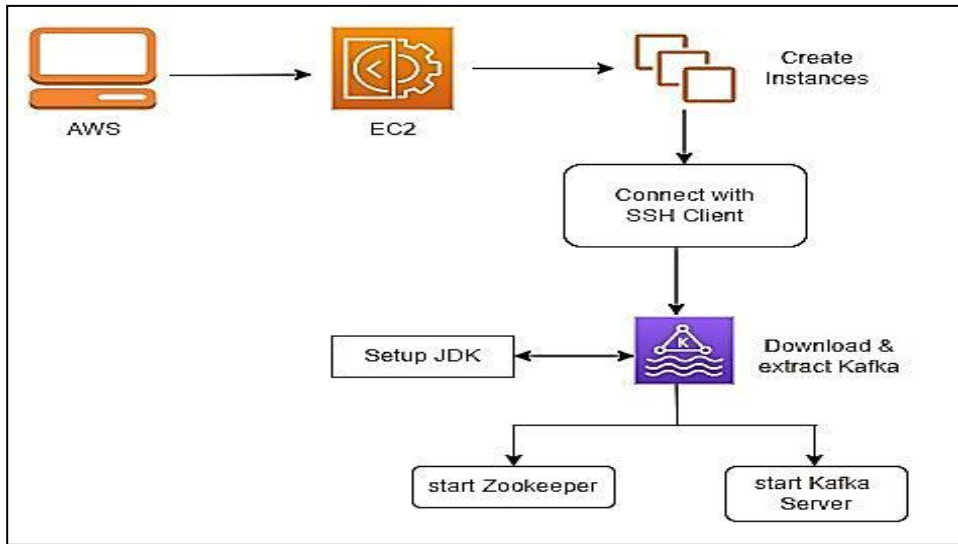 AWS
EC2
Create
Instances
Connect with
SSH Client
Setup JDK
K
Download &
extract Kafka
start Zookeeper
start Kafka
Server